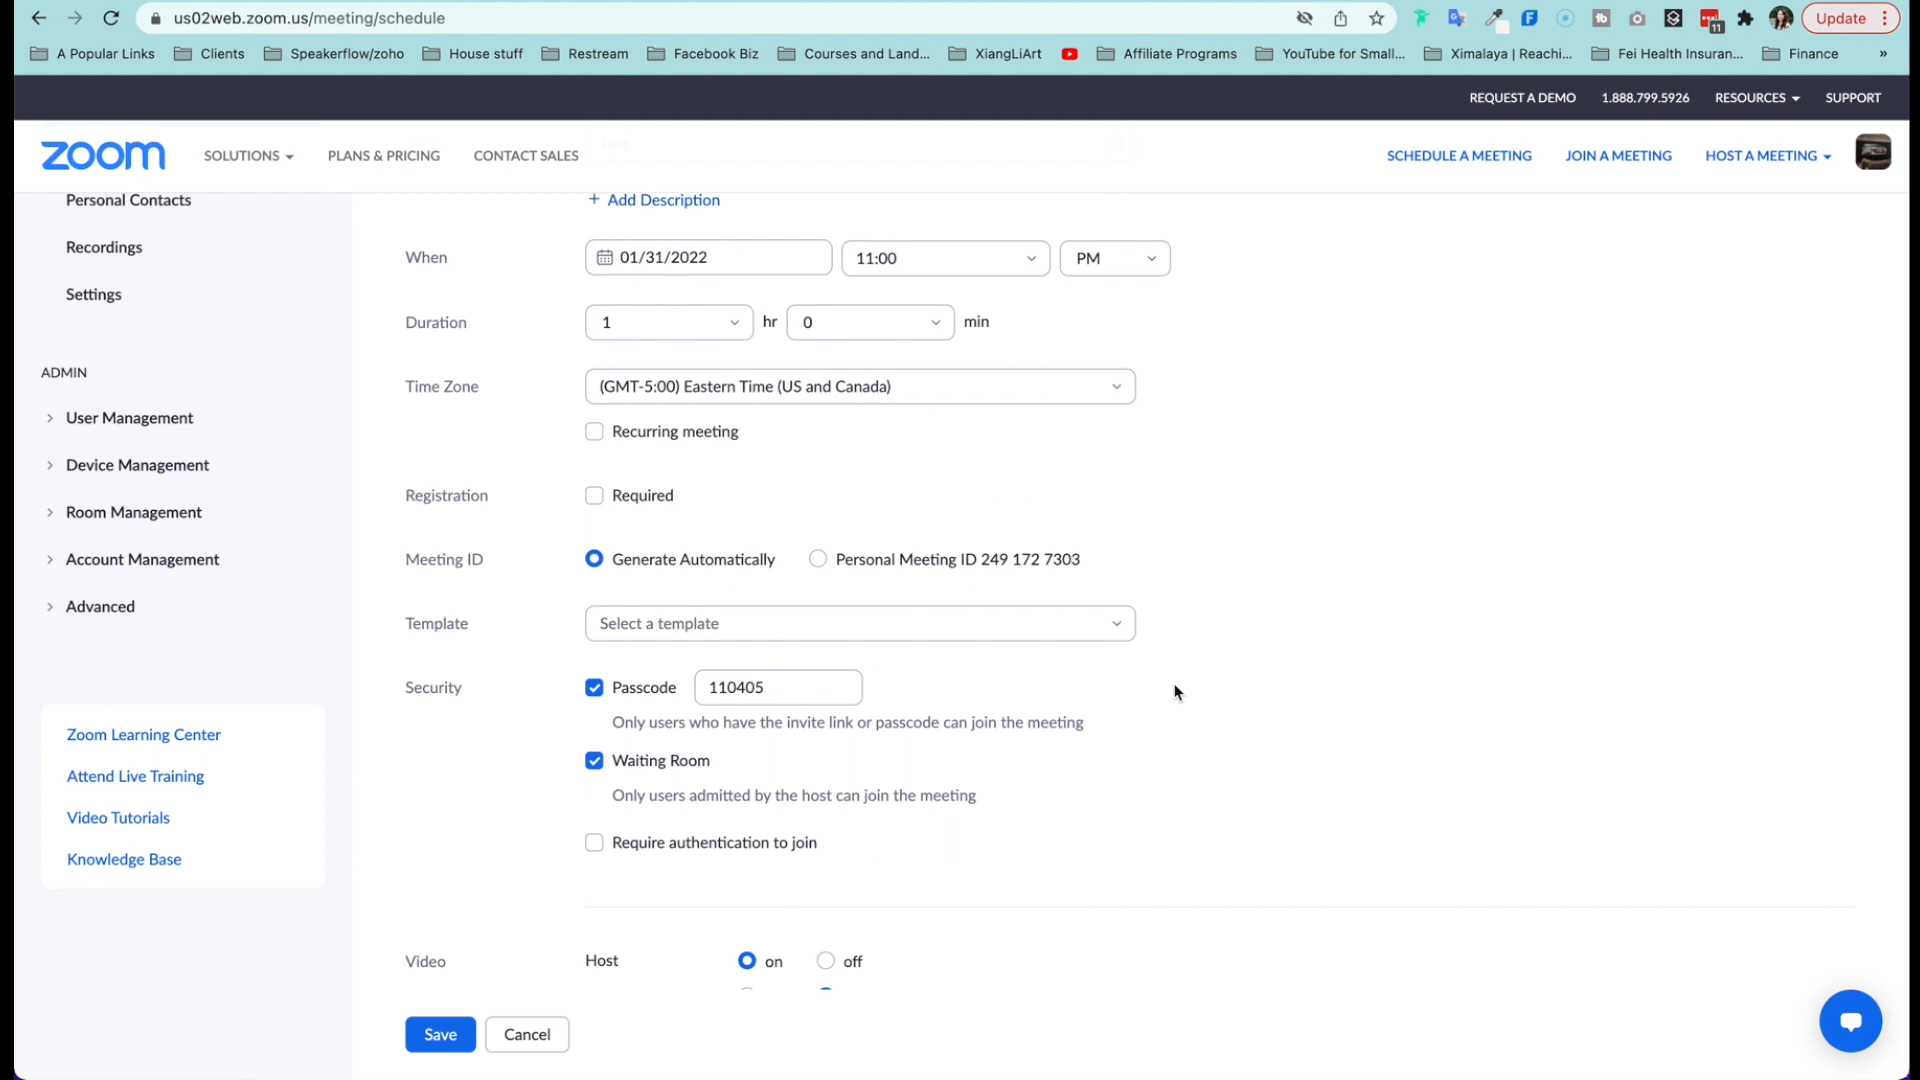 us02web.zoom.us/meeting/schedule
11
Update
A Popular Links Clients Speakerflow/zoho House stuff Restream Facebook Biz Courses and Land... XiangLiArt Affiliate Programs YouTube for Small... Ximalaya | Reachi... Fei Health Insuran... Finance »
REQUEST A DEMO 1.888.799.5926 RESOURCES SUPPORT
zoom SOLUTIONS PLANS & PRICING CONTACT SALES SCHEDULE A MEETING JOIN A MEETING HOST A MEETING
Personal Contacts
Recordings
Settings
ADMIN
User Management
Device Management
Room Management
Account Management
Advanced
Zoom Learning Center
Attend Live Training
Video Tutorials
Knowledge Base
+ Add Description
When 01/31/2022 11:00 PM
Duration 1 hr 0 min
Time Zone (GMT-5:00) Eastern Time (US and Canada)
Recurring meeting
Registration Required
Meeting ID Generate Automatically Personal Meeting ID 249 172 7303
Template Select a template
Security Passcode 110405
Only users who have the invite link or passcode can join the meeting
Waiting Room
Only users admitted by the host can join the meeting
Require authentication to join
Video Host on off
Save Cancel